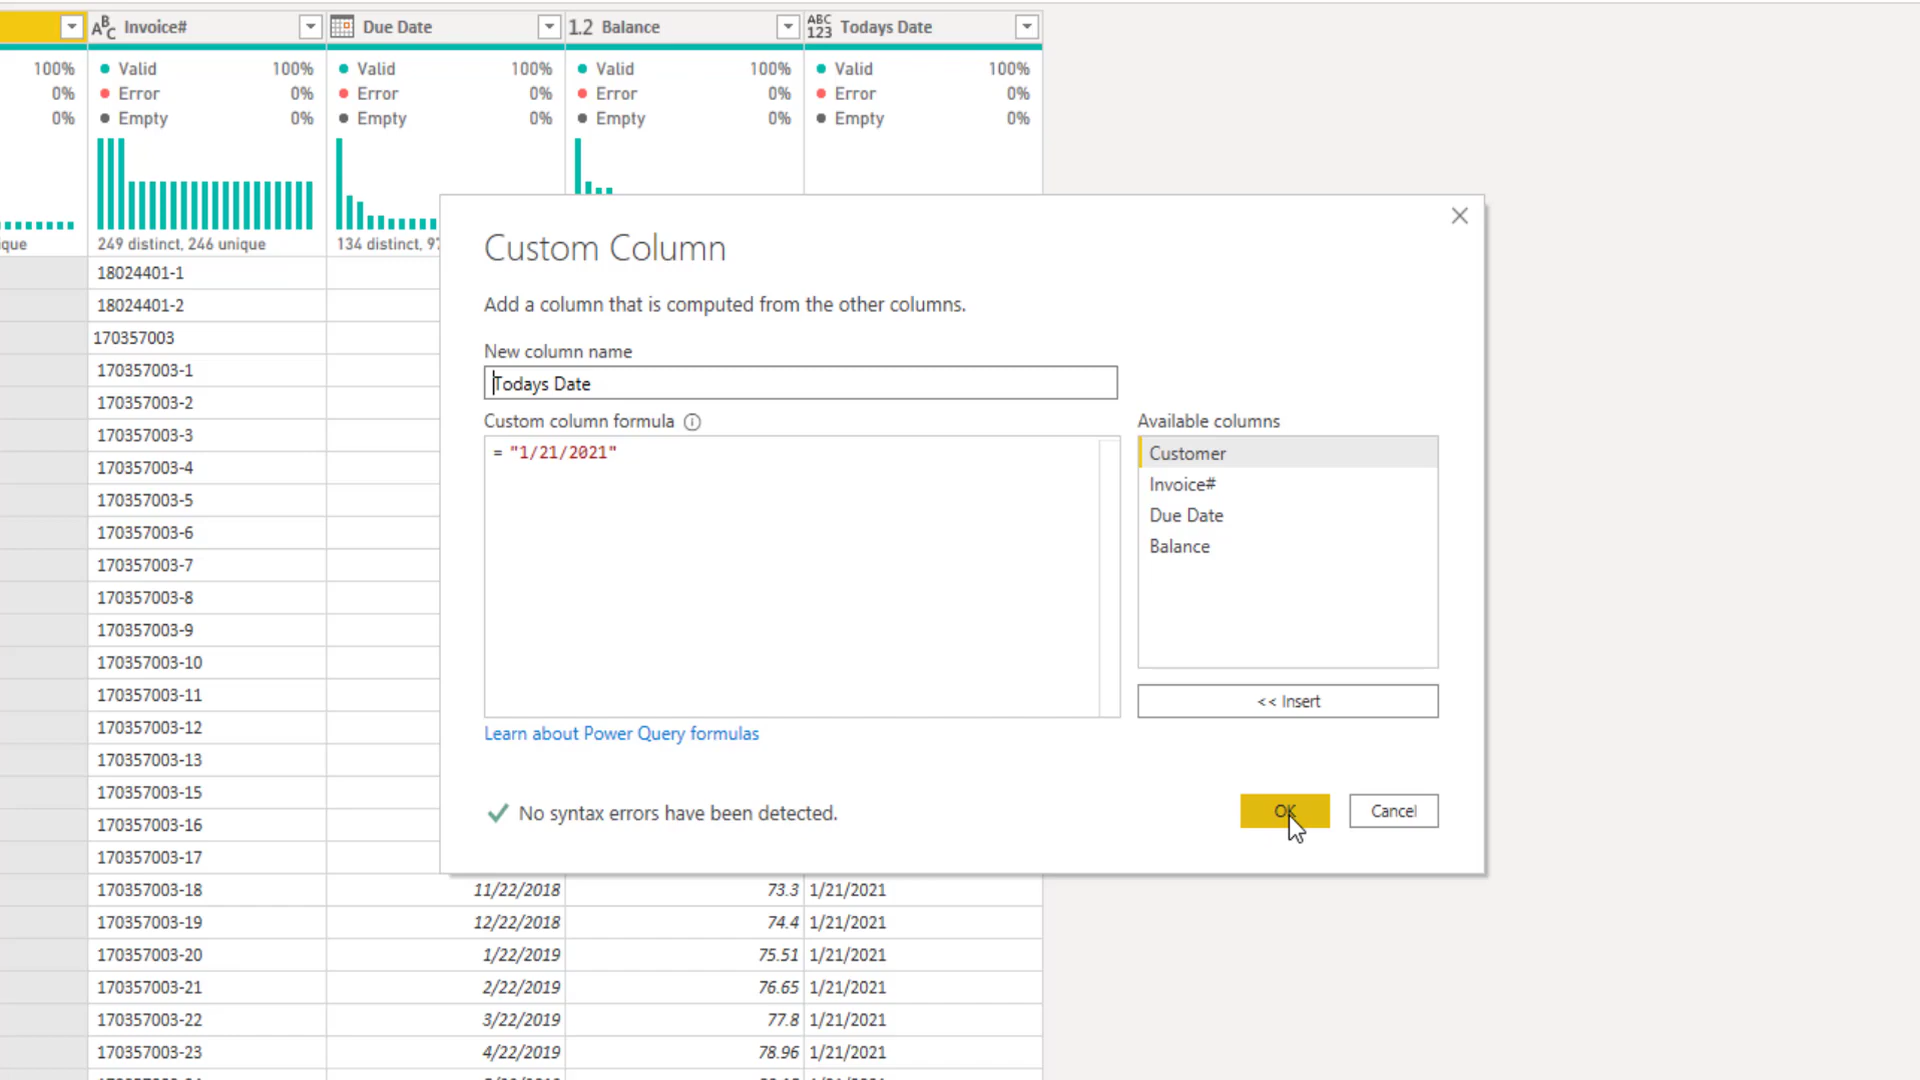 ABC Invoice# Due Date 1.2 Balance ABC 123 Todays Date
100% Valid 100% Valid 100% Valid 100% Valid 100%
0% Error 0% Error 0% Error 0% Error 0%
0% Empty 0% Empty 0% Empty 0% Empty 0%
ique 249 distinct, 246 unique 134 distinct, 97
Custom Column
Add a column that is computed from the other columns.
New column name
Todays Date
Custom column formula
= "1/21/2021"
Available columns
Customer
Invoice#
Due Date
Balance
<< Insert
Learn about Power Query formulas
No syntax errors have been detected.
OK
Cancel
18024401-1
18024401-2
170357003
170357003-1
170357003-2
170357003-3
170357003-4
170357003-5
170357003-6
170357003-7
170357003-8
170357003-9
170357003-10
170357003-11
170357003-12
170357003-13
170357003-15
170357003-16
170357003-17
170357003-18 11/22/2018 73.3 1/21/2021
170357003-19 12/22/2018 74.4 1/21/2021
170357003-20 1/22/2019 75.51 1/21/2021
170357003-21 2/22/2019 76.65 1/21/2021
170357003-22 3/22/2019 77.8 1/21/2021
170357003-23 4/22/2019 78.96 1/21/2021